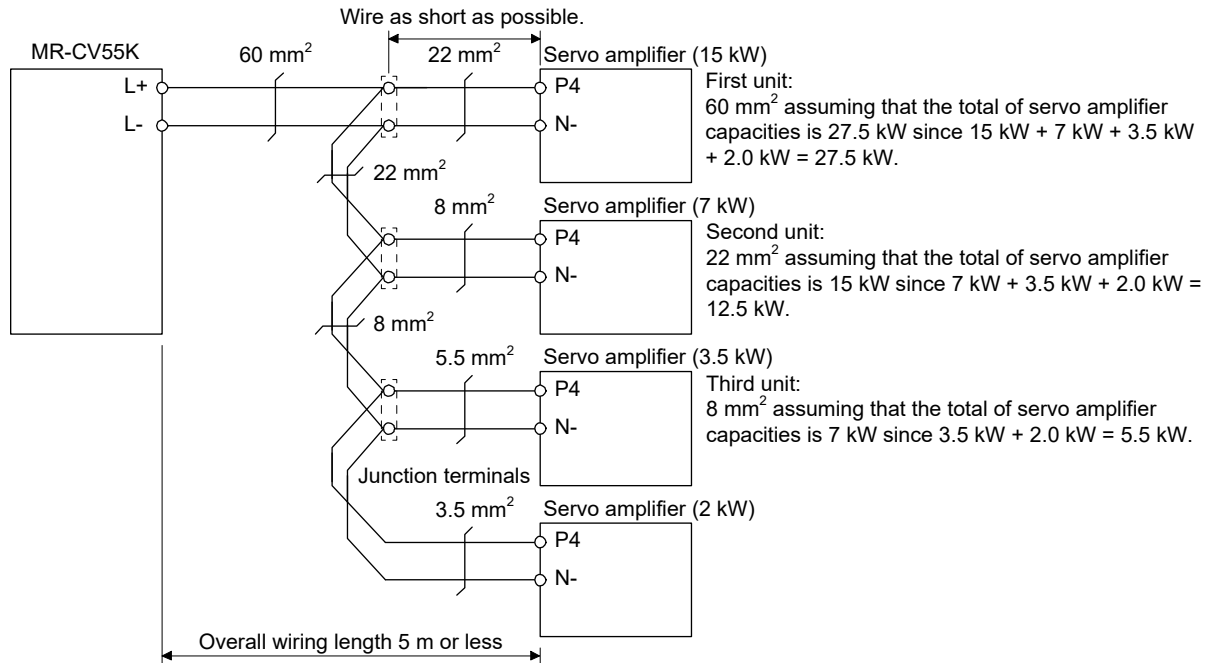 Wire as short as possible.
MR-CV55K
60 mm²
22 mm²
Servo amplifier (15 kW)
L+
P4
L-
N-
First unit:
60 mm² assuming that the total of servo amplifier
capacities is 27.5 kW since 15 kW + 7 kW + 3.5 kW
+ 2.0 kW = 27.5 kW.
22 mm²
8 mm²
Servo amplifier (7 kW)
P4
N-
Second unit:
22 mm² assuming that the total of servo amplifier
capacities is 15 kW since 7 kW + 3.5 kW + 2.0 kW =
12.5 kW.
8 mm²
5.5 mm²
Servo amplifier (3.5 kW)
P4
N-
Third unit:
8 mm² assuming that the total of servo amplifier
capacities is 7 kW since 3.5 kW + 2.0 kW = 5.5 kW.
Junction terminals
3.5 mm²
Servo amplifier (2 kW)
P4
N-
Overall wiring length 5 m or less